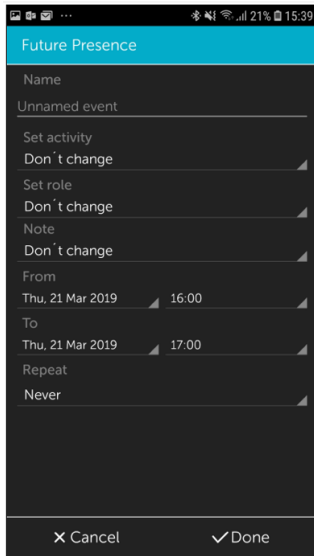 21% 15:39
Future Presence
Name
Unnamed event
Set activity
Don´t change
Set role
Don´t change
Note
Don´t change
From
Thu, 21 Mar 2019 16:00
To
Thu, 21 Mar 2019 17:00
Repeat
Never
Cancel Done